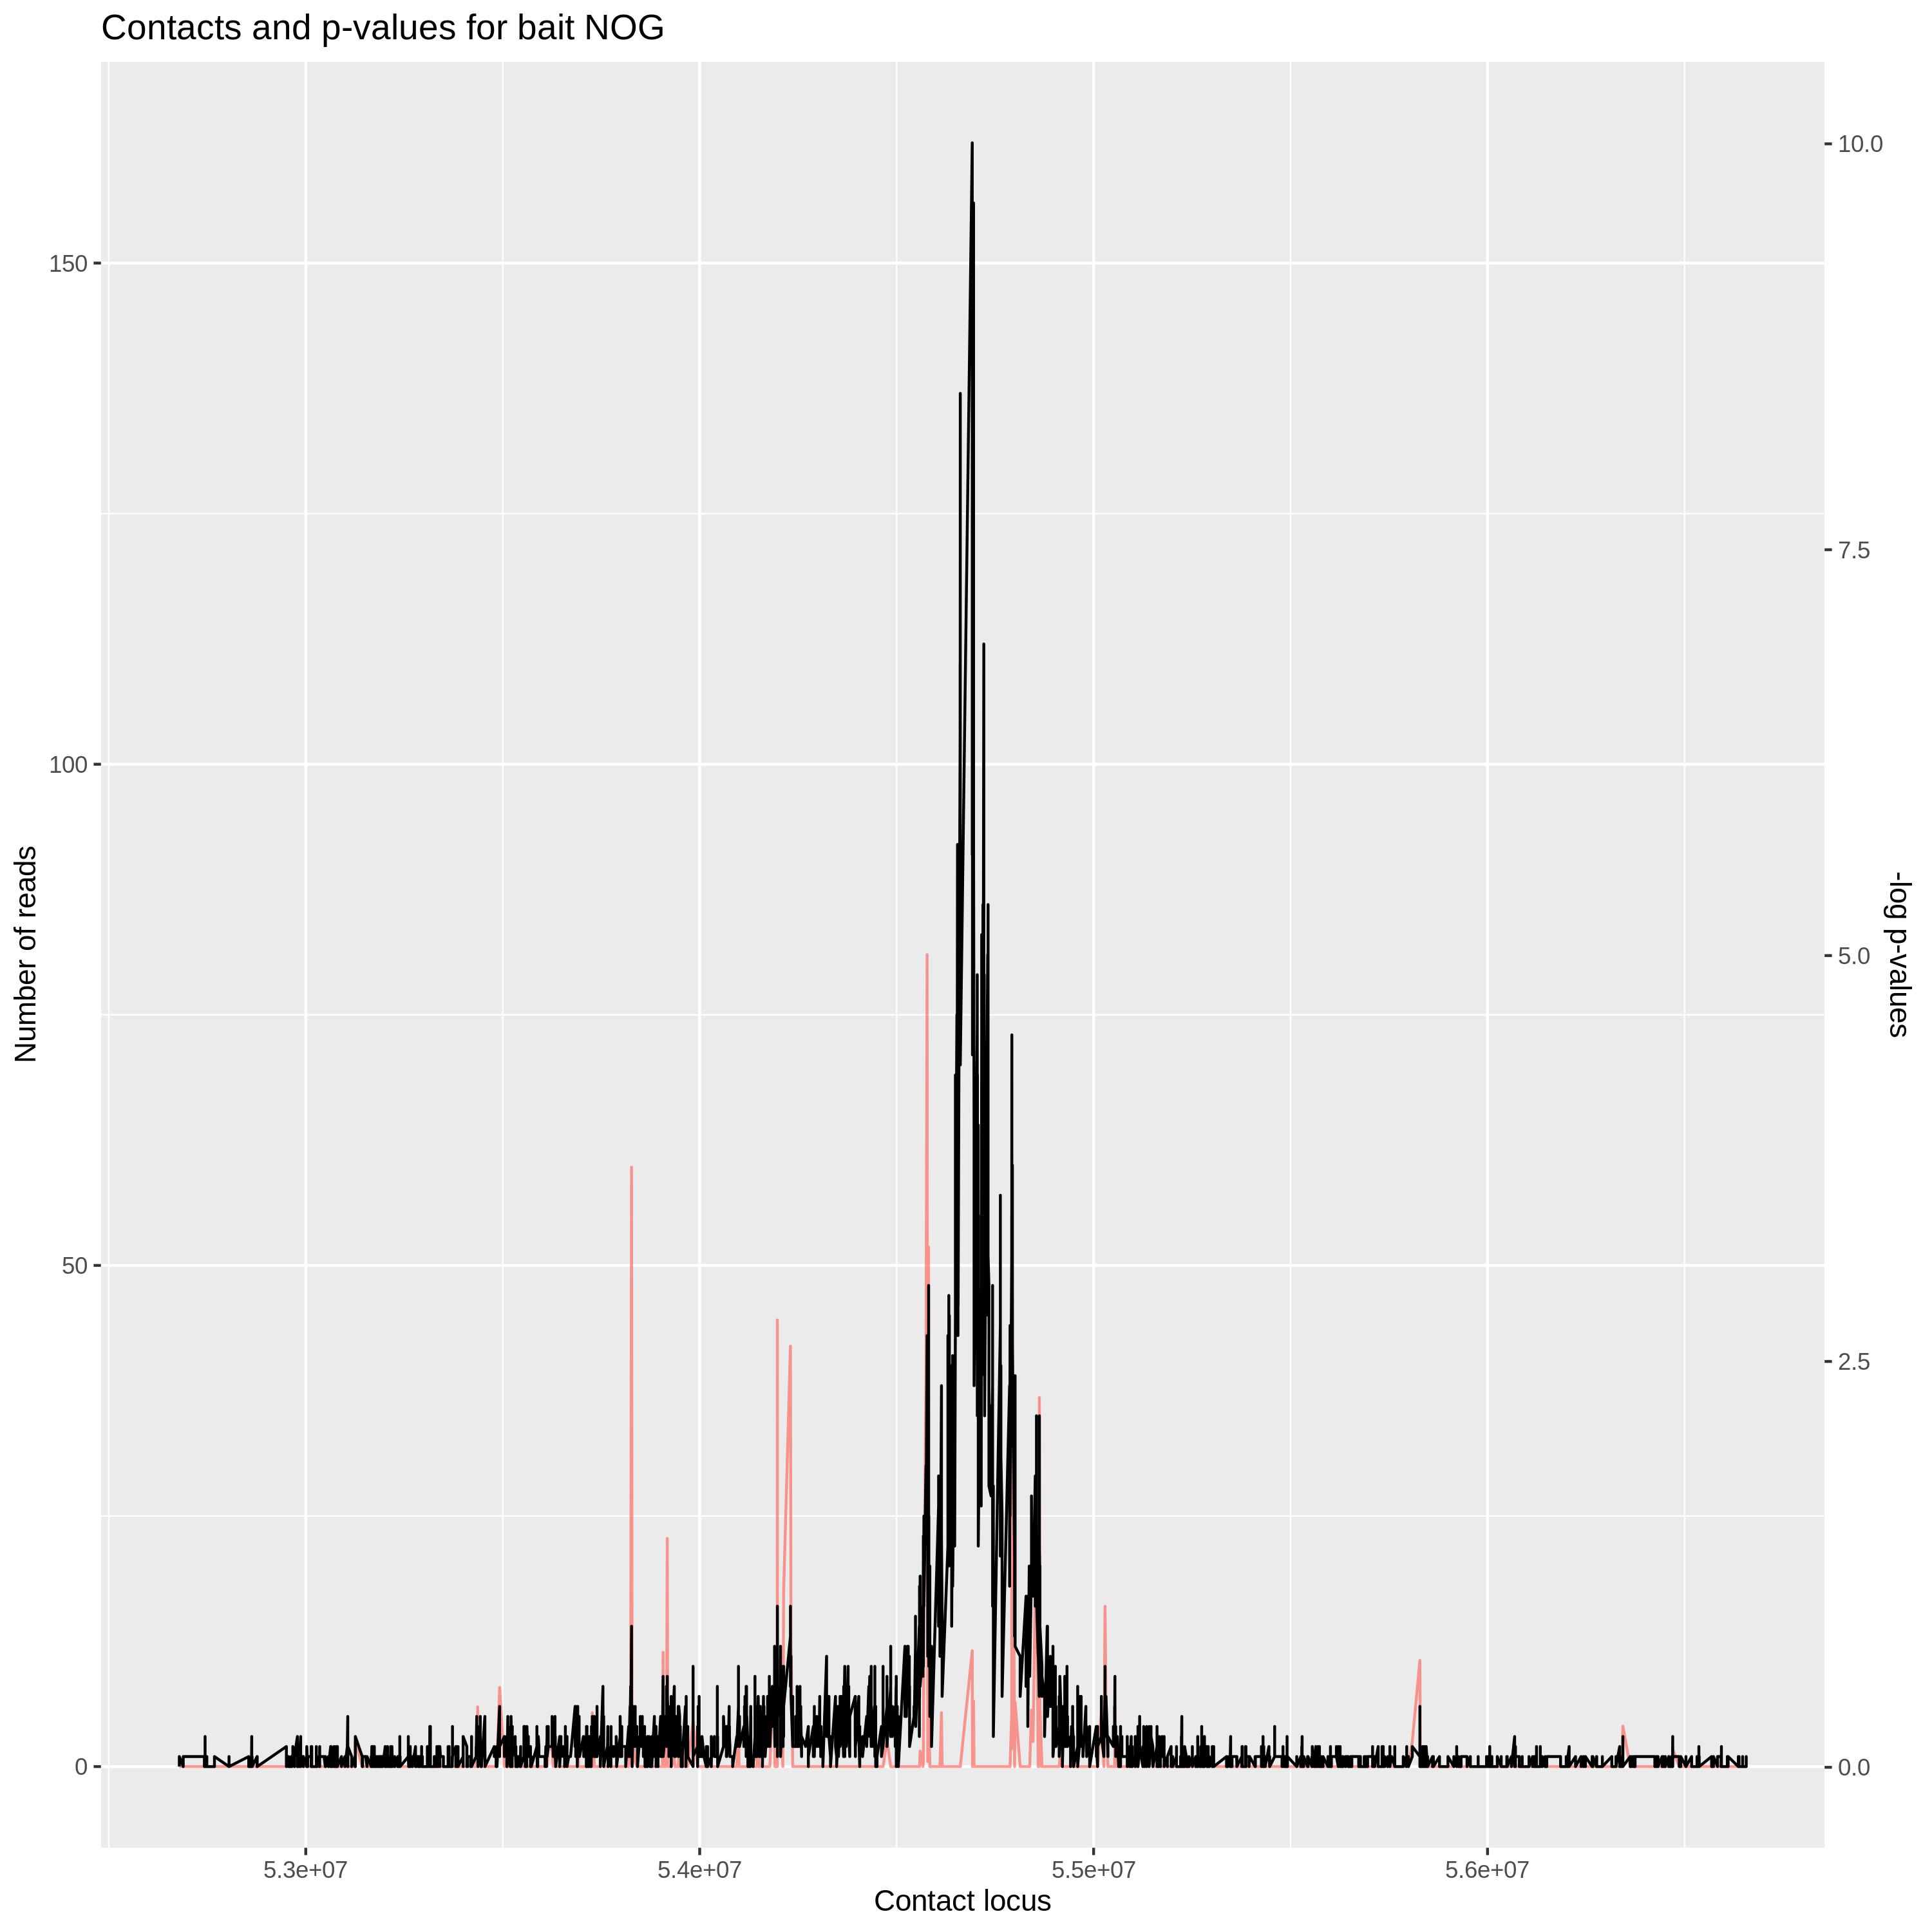 Contacts and p-values for bait NOG
150
100
50
0
10.0
7.5
5.0
2.5
0.0
Number of reads
-log p-values
5.3e+07
5.4e+07
5.5e+07
5.6e+07
Contact locus